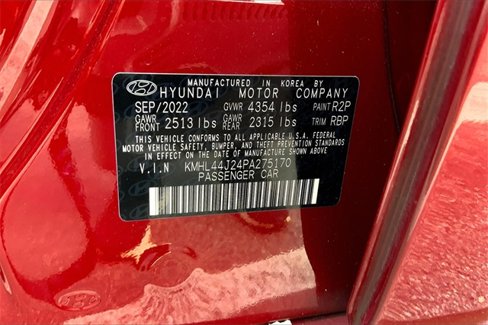 MANUFACTURED IN KOREA BY
HYUNDAI MOTOR COMPANY
SEP/2022 GVWR 4354 lbs PAINT R2P
GAWR FRONT 2513 lbs GAWR REAR 2315 lbs TRIM RBP
THIS VEHICLE CONFORMS TO ALL APPLICABLE U.S.A. FEDERAL
MOTOR VEHICLE SAFETY, BUMPER, AND THEFT PREVENTION STANDARDS
IN EFFECT ON THE DATE OF MANUFACTURE SHOWN ABOVE.
V.I.N KMHL44J24PA275170
PASSENGER CAR